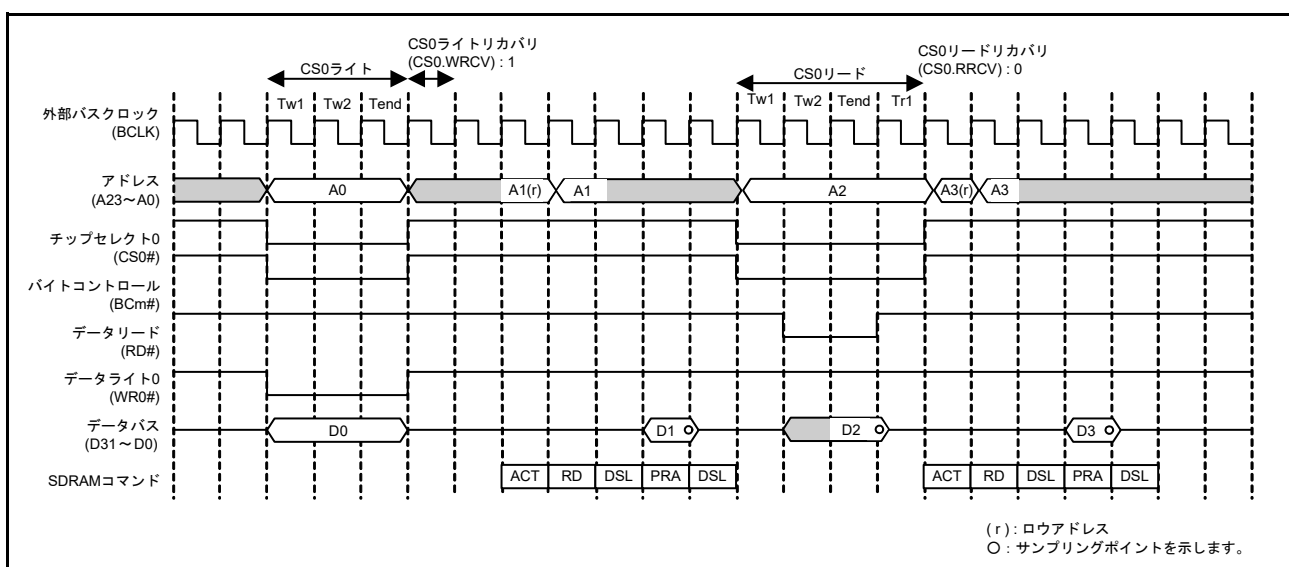 CS0ライトリカバリ
(CS0.WRCV) : 1
CS0リードリカバリ
(CS0.RRCV) : 0
CS0ライト
CS0リード
Tw1 Tw2 Tend
Tw1 Tw2 Tend Tr1
外部バスクロック
(BCLK)
アドレス
(A23～A0)
A0 A1(r) A1 A2 A3(r) A3
チップセレクト0
(CS0#)
バイトコントロール
(BCm#)
データリード
(RD#)
データライト0
(WR0#)
データバス
(D31～D0)
D0 D1 D2 D3
SDRAMコマンド
ACT RD DSL PRA DSL ACT RD DSL PRA DSL
( r ) : ロウアドレス
○ : サンプリングポイントを示します。